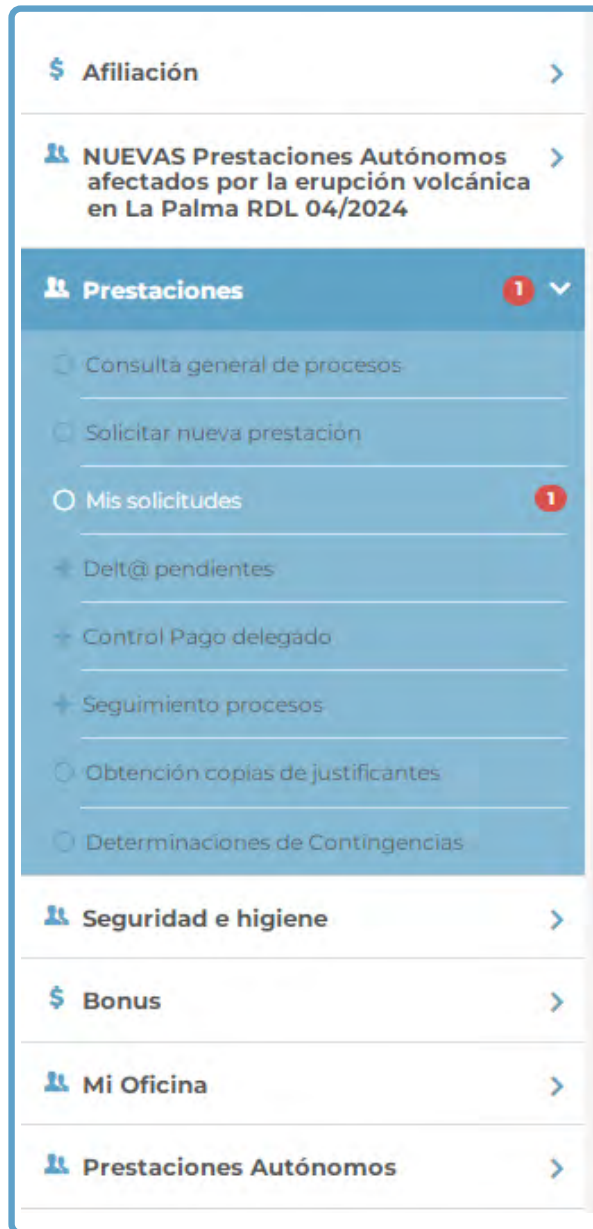 $ Afiliación
NUEVAS Prestaciones Autónomos
afectados por la erupción volcánica
en La Palma RDL 04/2024
Prestaciones 1
Consulta general de procesos
Solicitar nueva prestación
Mis solicitudes 1
Delt@ pendientes
Control Pago delegado
Seguimiento procesos
Obtención copias de justificantes
Determinaciones de Contingencias
Seguridad e higiene
$ Bonus
Mi Oficina
Prestaciones Autónomos